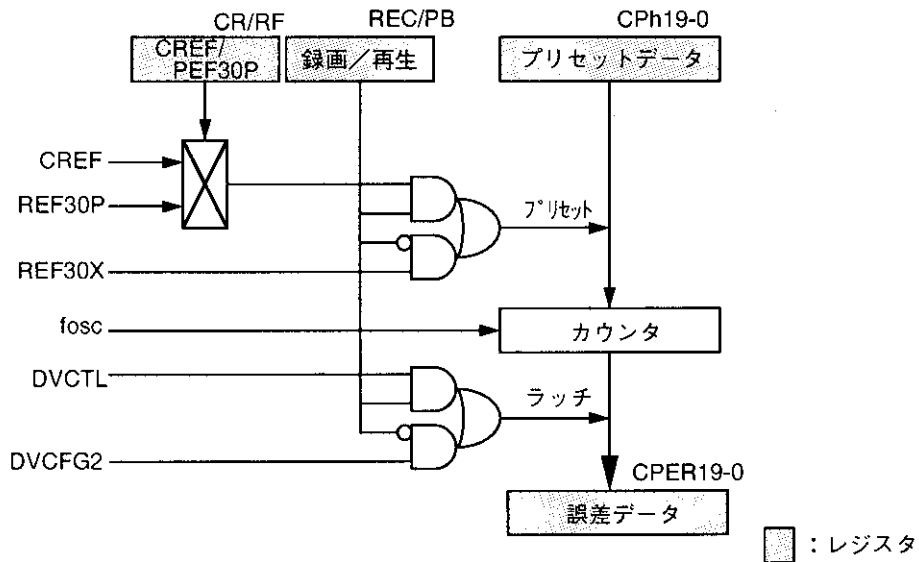 CR/RF
REC/PB
CPh19-0
CREF/
PEF30P
録画/再生
プリセットデータ
CREF
REF30P
プリセット
REF30X
fosc
カウンタ
DVCTL
ラッチ
DVCFG2
CPER19-0
誤差データ
:レジスタ